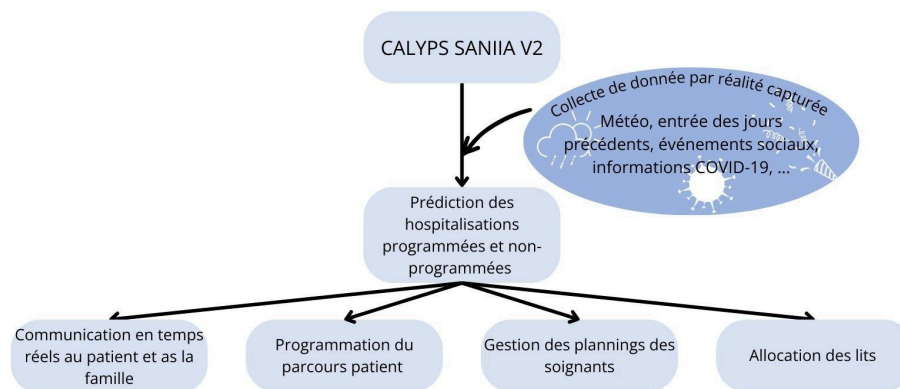 CALYPS SANIIA V2
Collecte de donnée par réalité capturée
Météo, entrée des jours
précédents, événements sociaux,
informations COVID-19, ...
Prédiction des
hospitalisations
programmées et non-
programmées
Communication en temps
réels au patient et as la
famille
Programmation du
parcours patient
Gestion des plannings des
soignants
Allocation des lits